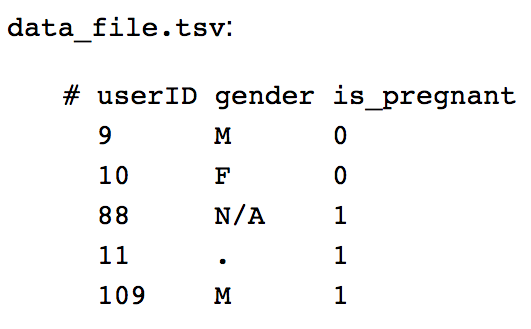 data_file.tsv:
# userID gender is_pregnant
9 M 0
10 F 0
88 N/A 1
11 . 1
109 M 1